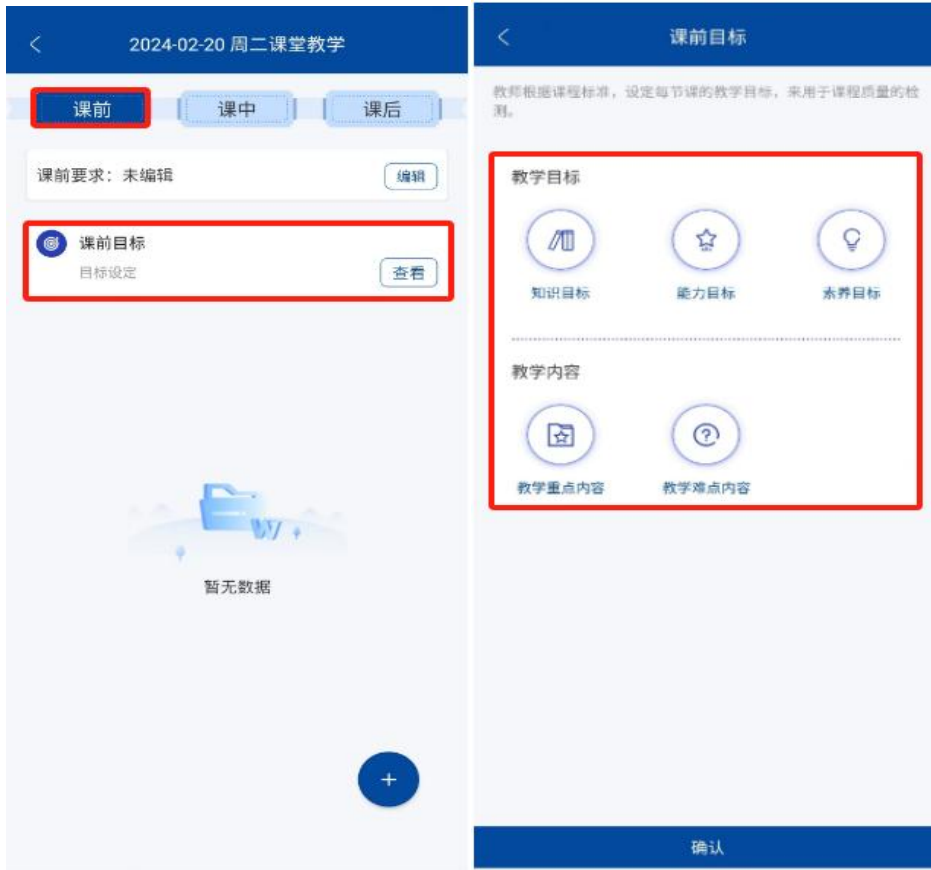 2024-02-20 周二课堂教学
课前
课中
课后
课前要求：未编辑
编辑
课前目标
目标设定
查看
暂无数据
课前目标
教师根据课程标准，设定每节课的教学目标，来用于课程质量的检
测。
教学目标
知识目标
能力目标
素养目标
教学内容
教学重点内容
教学难点内容
确认